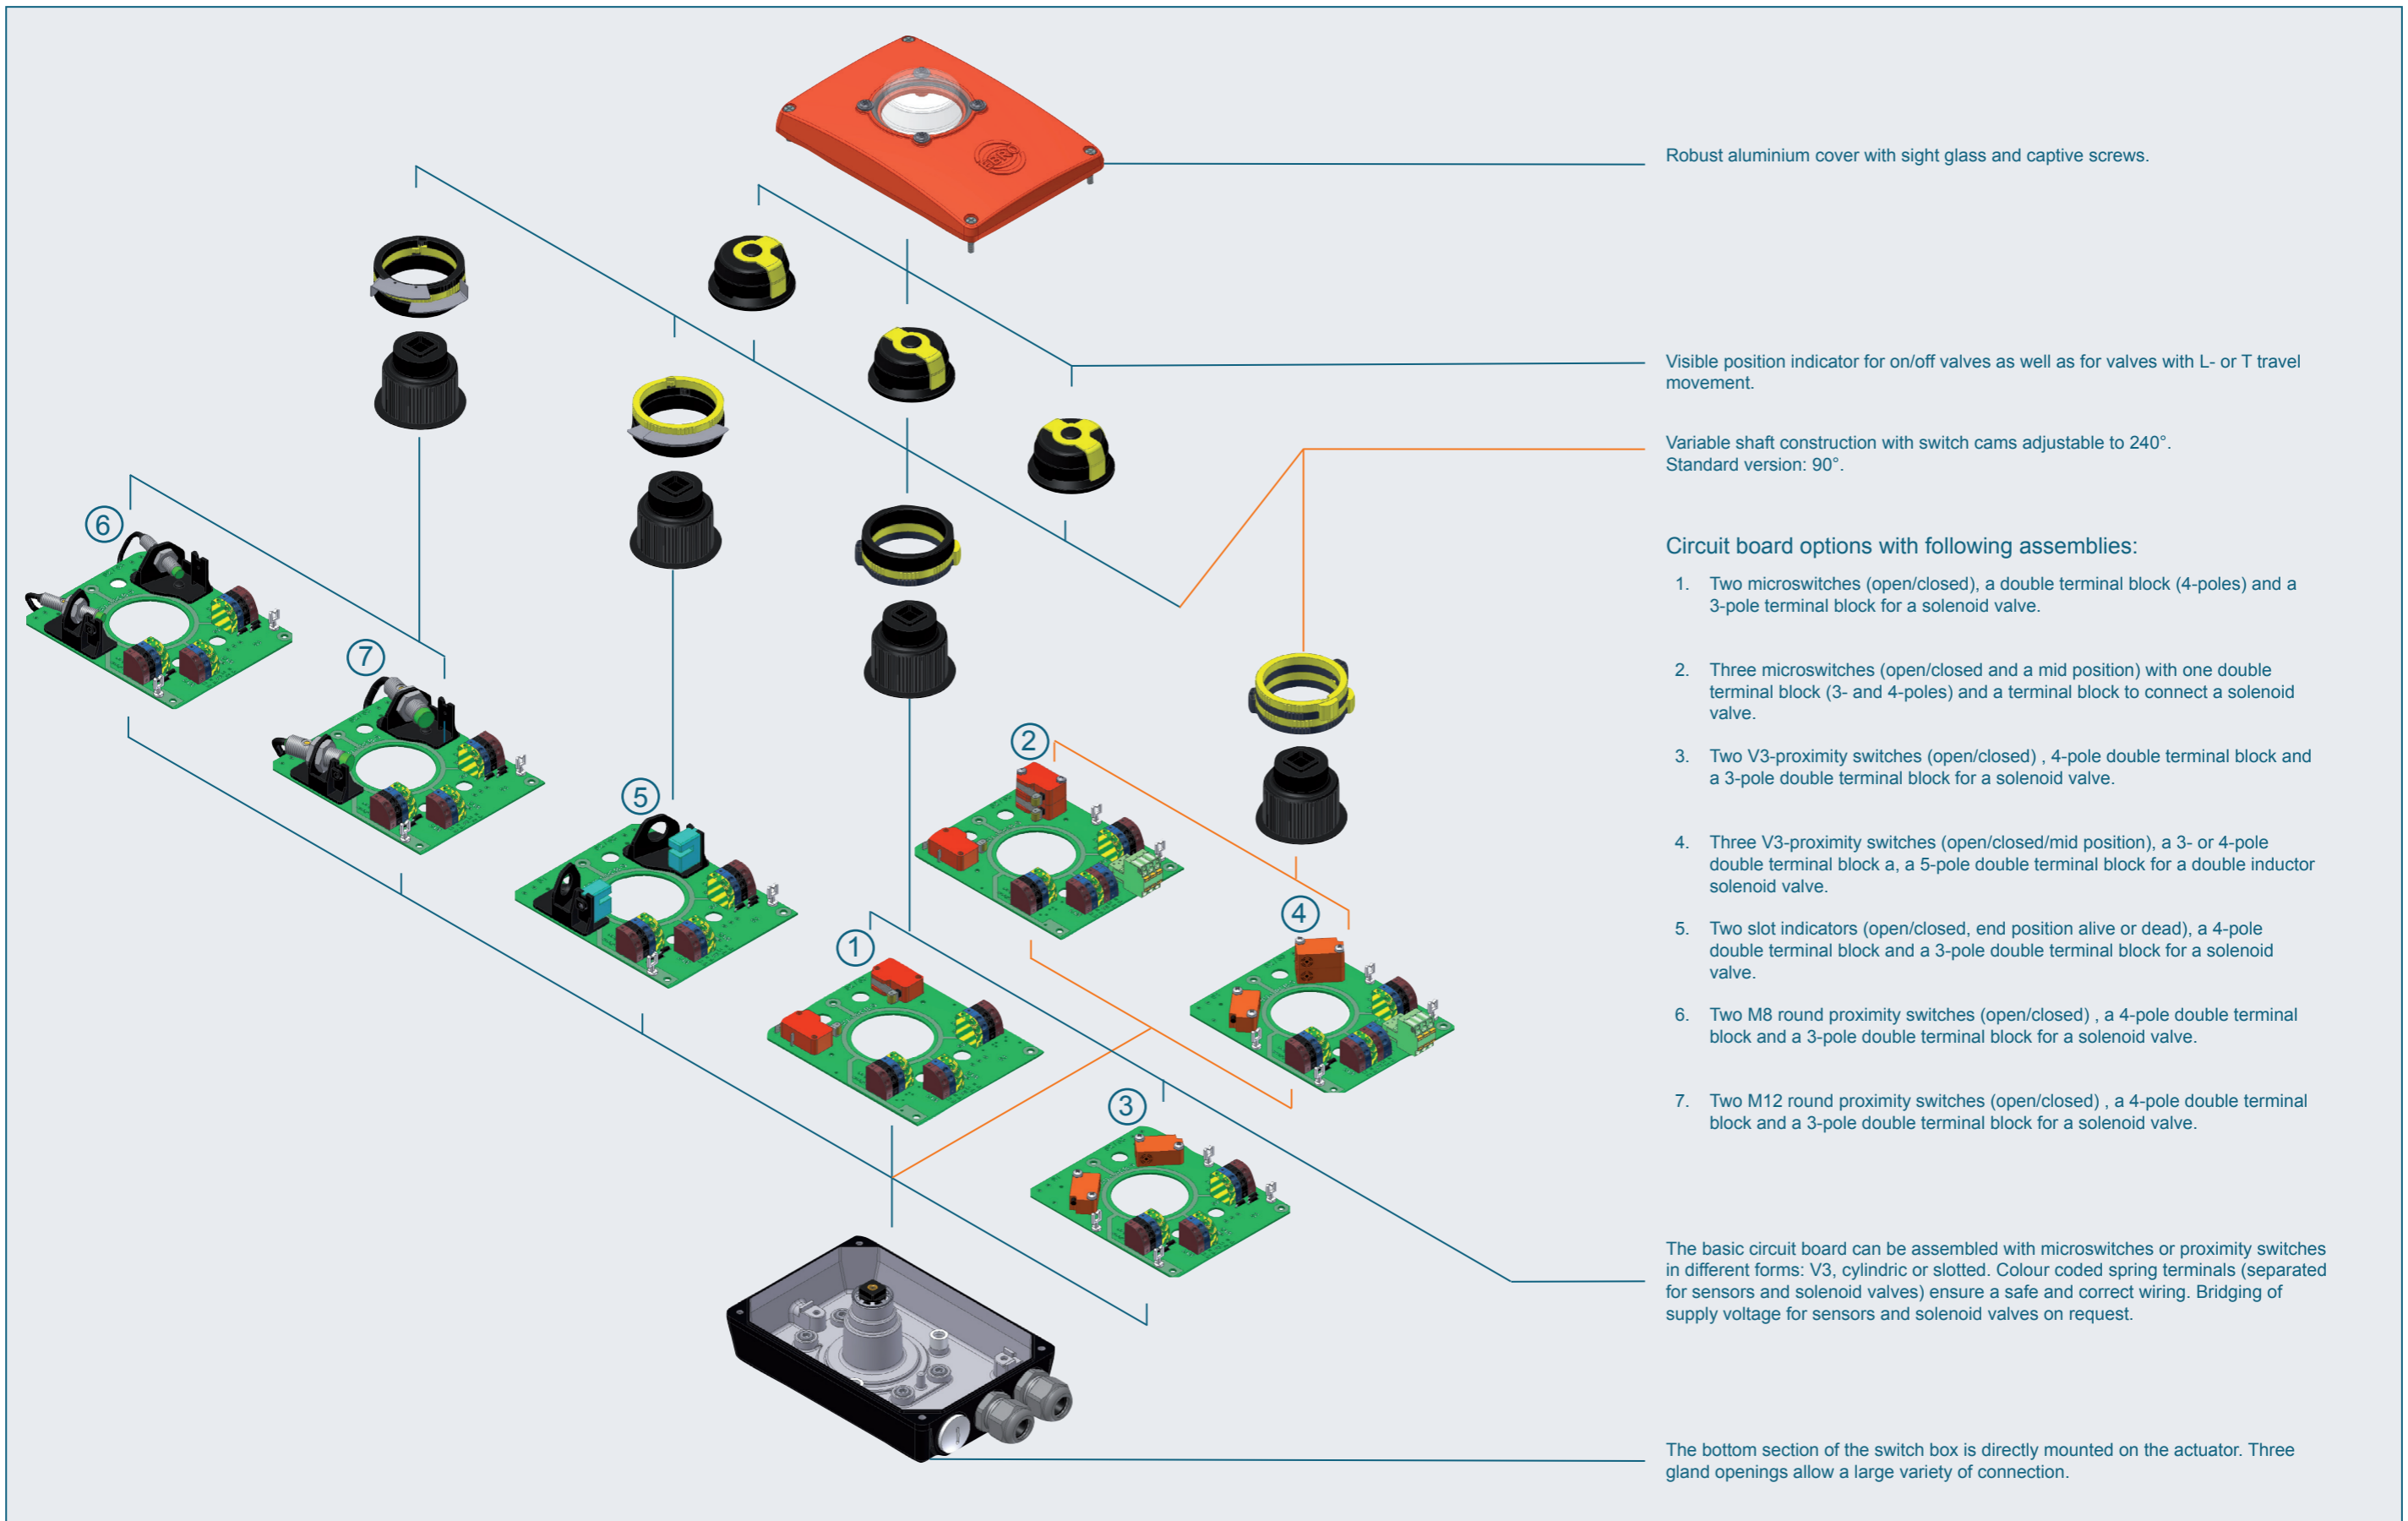 EBRO
Robust aluminium cover with sight glass and captive screws.
Visible position indicator for on/off valves as well as for valves with L- or T travel
movement.
Variable shaft construction with switch cams adjustable to 240°.
Standard version: 90°.
Circuit board options with following assemblies:
1. Two microswitches (open/closed), a double terminal block (4-poles) and a
3-pole terminal block for a solenoid valve.
2. Three microswitches (open/closed and a mid position) with one double
terminal block (3- and 4-poles) and a terminal block to connect a solenoid
valve.
3. Two V3-proximity switches (open/closed) , 4-pole double terminal block and
a 3-pole double terminal block for a solenoid valve.
4. Three V3-proximity switches (open/closed/mid position), a 3- or 4-pole
double terminal block a, a 5-pole double terminal block for a double inductor
solenoid valve.
5. Two slot indicators (open/closed, end position alive or dead), a 4-pole
double terminal block and a 3-pole double terminal block for a solenoid
valve.
6. Two M8 round proximity switches (open/closed) , a 4-pole double terminal
block and a 3-pole double terminal block for a solenoid valve.
7. Two M12 round proximity switches (open/closed) , a 4-pole double terminal
block and a 3-pole double terminal block for a solenoid valve.
The basic circuit board can be assembled with microswitches or proximity switches
in different forms: V3, cylindric or slotted. Colour coded spring terminals (separated
for sensors and solenoid valves) ensure a safe and correct wiring. Bridging of
supply voltage for sensors and solenoid valves on request.
The bottom section of the switch box is directly mounted on the actuator. Three
gland openings allow a large variety of connection.
6
7
5
2
1
4
3